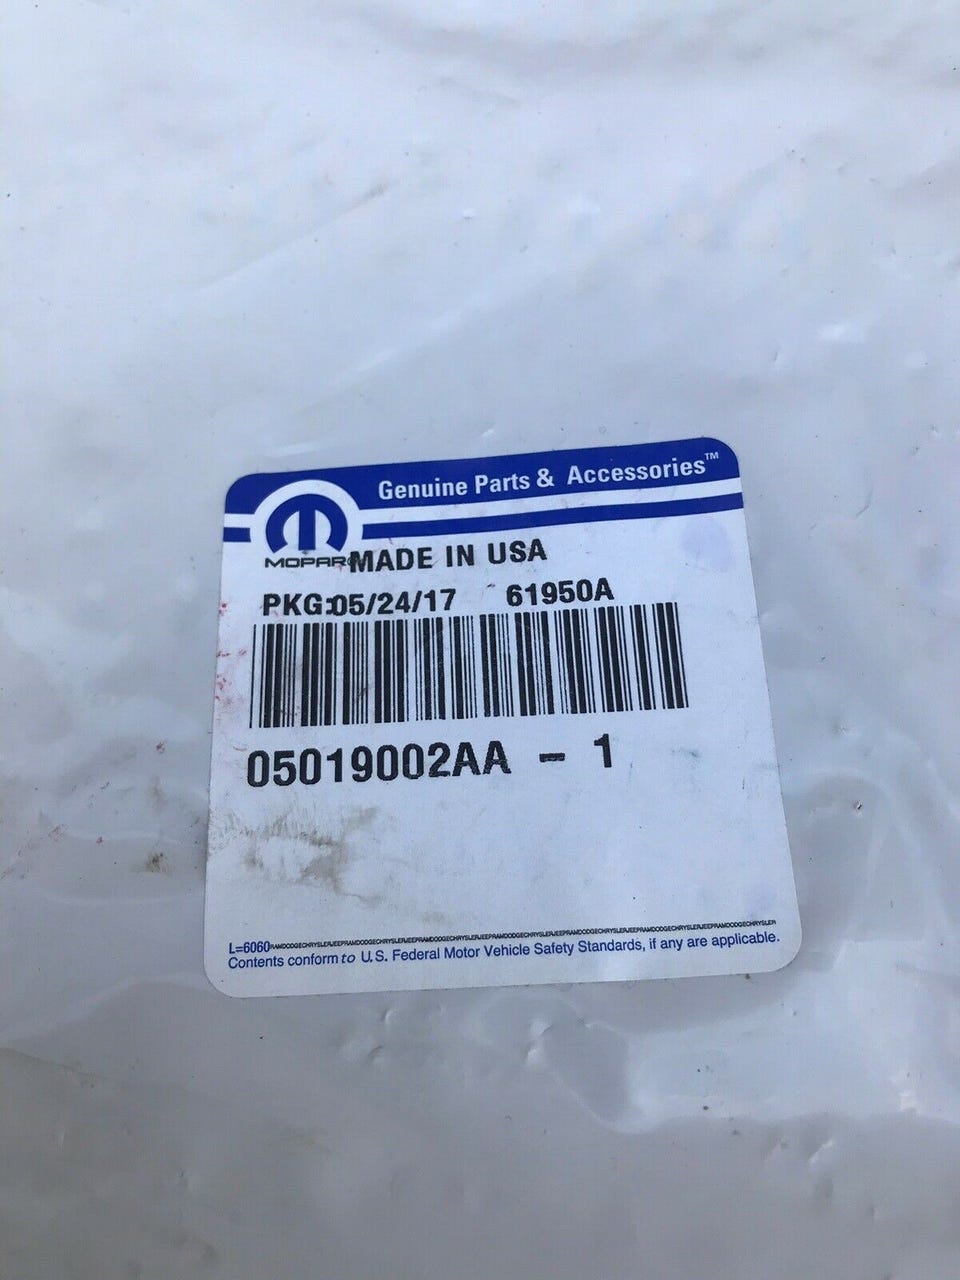 Genuine Parts & Accessories™
MOPAR® MADE IN USA
PKG:05/24/17 61950A
05019002AA - 1
L=6060RAMDODGECHRYSLERJEEPRAMDODGECHRYSLERJEEPRAMDODGECHRYSLERJEEPRAMDODGECHRYSLERJEEPRAMDODGECHRYSLERJEEPRAMDODGECHRYSLERJEEPRAMDODGECHRYSLER
Contents conform to U.S. Federal Motor Vehicle Safety Standards, if any are applicable.